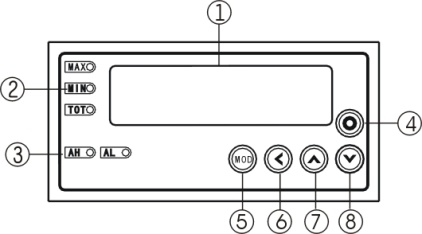 ①
MAX
② MIN
TOT
④
③ AH AL
MOD
⑤ ⑥ ⑦ ⑧